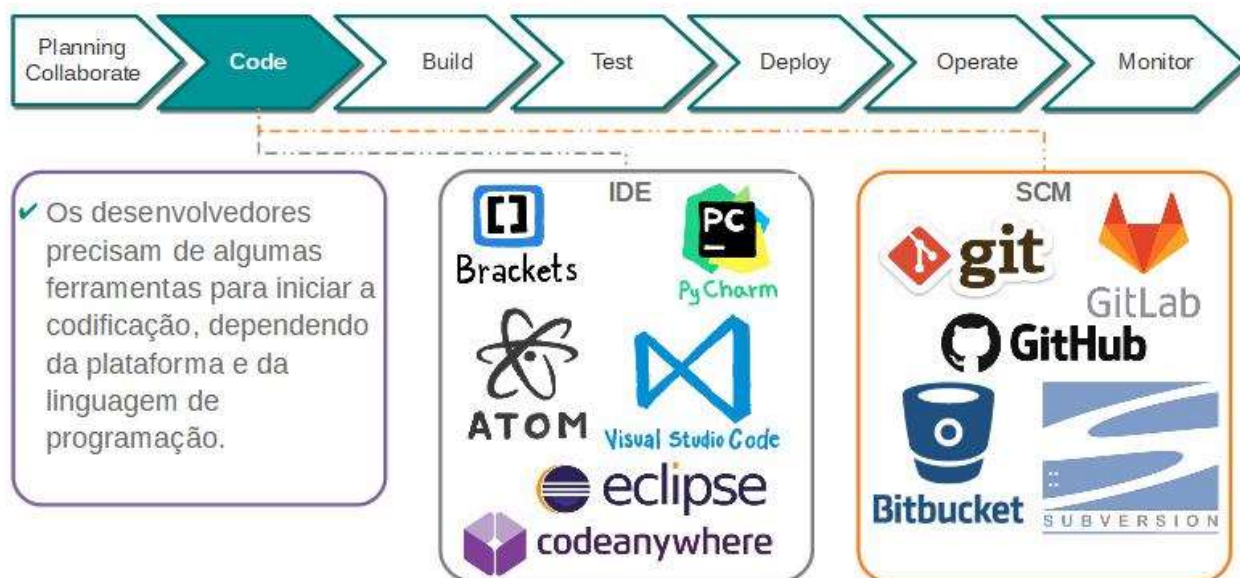 Planning
Collaborate
Code
Build
Test
Deploy
Operate
Monitor
✔ Os desenvolvedores
precisam de algumas
ferramentas para iniciar a
codificação, dependendo
da plataforma e da
linguagem de
programação.
IDE
Brackets
PC
PyCharm
ATOM
Visual Studio Code
eclipse
codeanywhere
SCM
git
GitLab
GitHub
Bitbucket
SUBVERSION